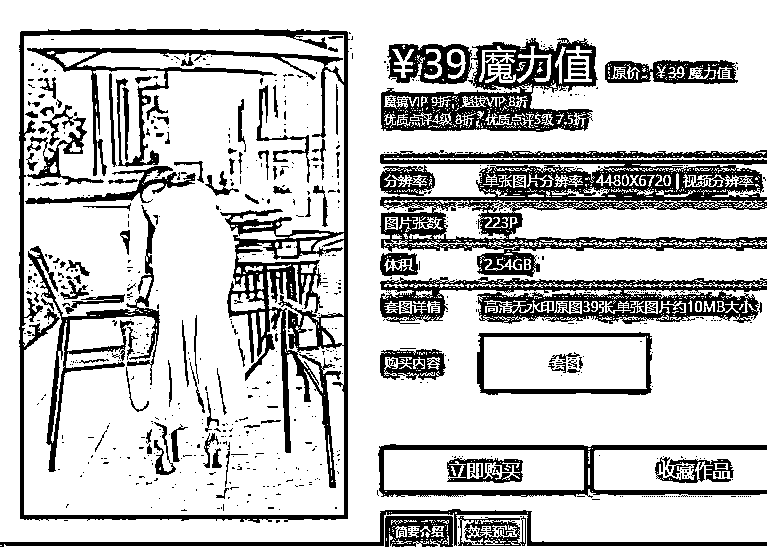 ¥39 魔力值 原价：¥39 魔力值
魔镜VIP 9折，魅镜VIP 8折
优质点评4级 8折，优质点评5级 7.5折
分辨率 单张图片分辨率：4480X6720 | 视频分辨率：
图片张数 223P
体积 2.54GB
套图详情 高清无水印原图39张,单张图片约10MB大小
购买内容 套图
立即购买 收藏作品
简要介绍 效果预览